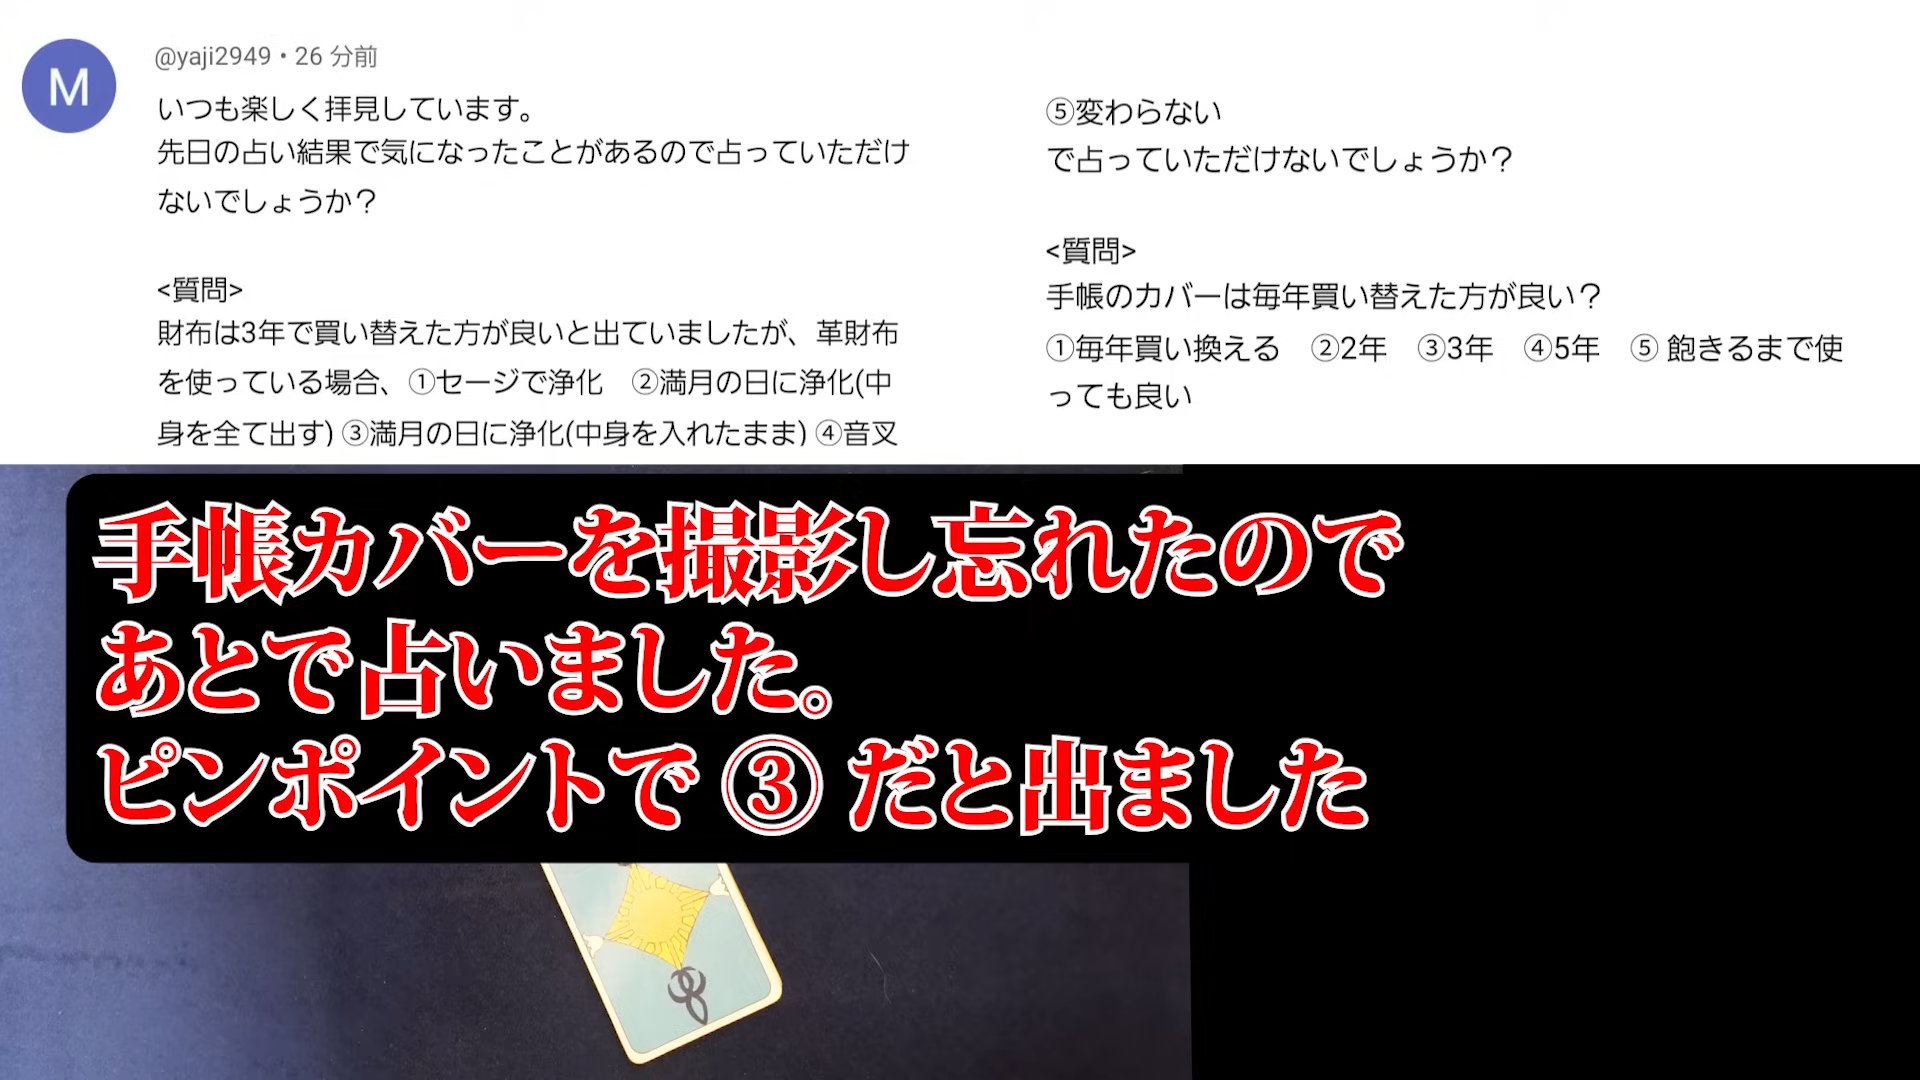 M
@yaji2949・26 分前
いつも楽しく拝見しています。
先日の占い結果で気になったことがあるので占っていただけ
ないでしょうか？
<質問>
財布は3年で買い替えた方が良いと出ていましたが、革財布
を使っている場合、①セージで浄化　②満月の日に浄化(中
身を全て出す) ③満月の日に浄化(中身を入れたまま) ④音叉
⑤変わらない
で占っていただけないでしょうか？
<質問>
手帳のカバーは毎年買い替えた方が良い？
①毎年買い換える　②2年　③3年　④5年　⑤ 飽きるまで使
っても良い
手帳カバーを撮影し忘れたので
あとで占いました。
ピンポイントで ③ だと出ました